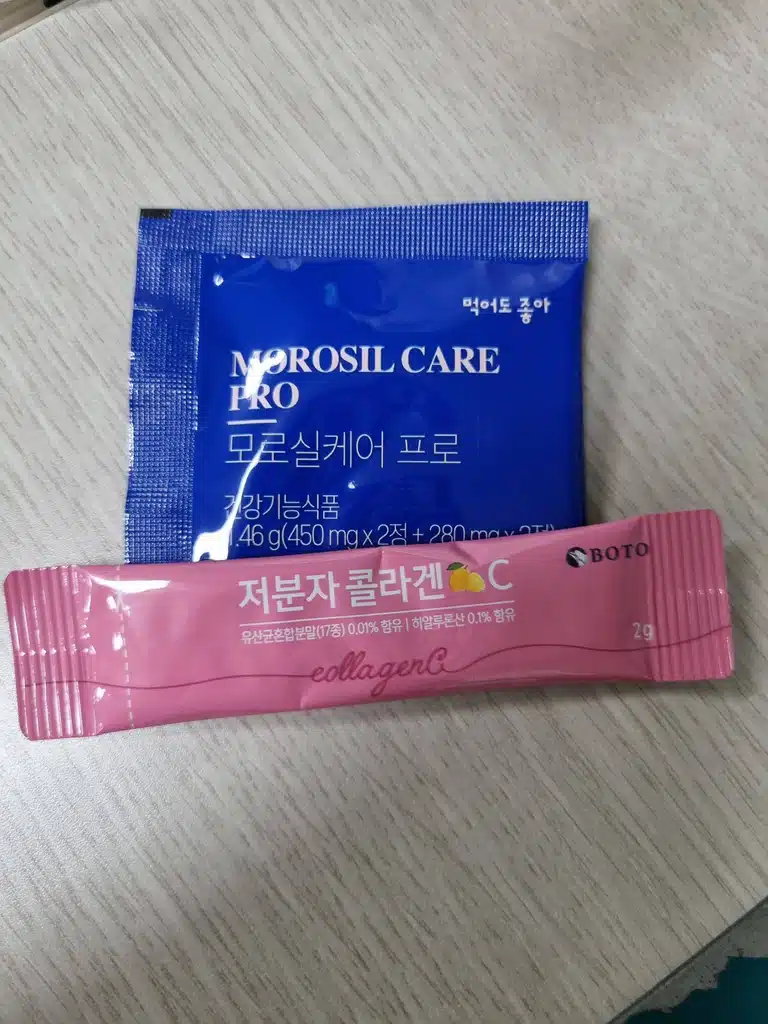 먹어도 좋아
MOROSIL CARE
PRO
모로실케어 프로
건강기능식품
1.46 g(450 mg x 2정 + 280 mg x 2정)
BOTO
저분자 콜라겐 C
유산균혼합분말(17종) 0.01% 함유 | 히알루론산 0.1% 함유
2g
collagenC